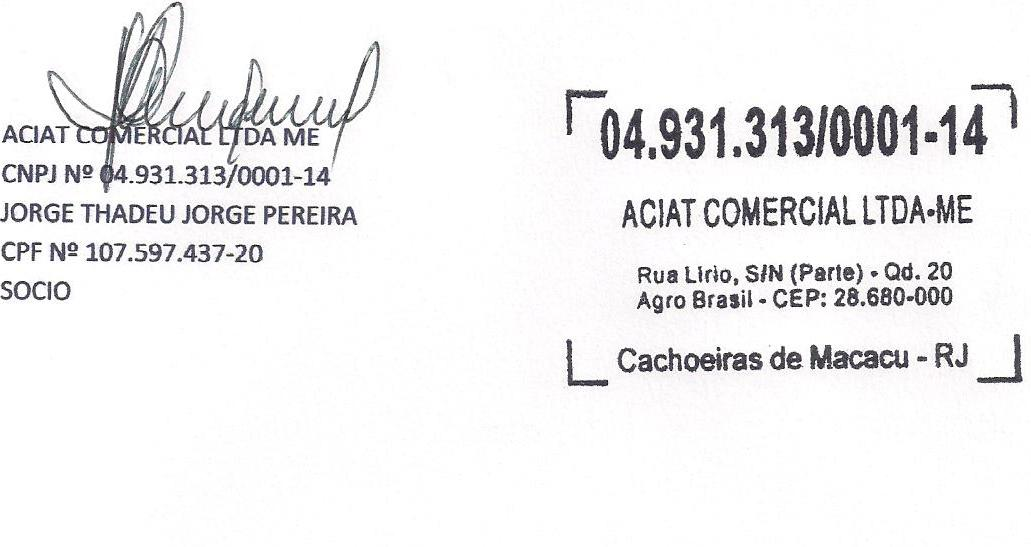 ACIAT COMERCIAL LTDA ME
CNPJ Nº 04.931.313/0001-14
JORGE THADEU JORGE PEREIRA
CPF Nº 107.597.437-20
SOCIO
04.931.313/0001-14
ACIAT COMERCIAL LTDA-ME
Rua Lírio, S/N (Parte) - Qd. 20
Agro Brasil - CEP: 28.680-000
Cachoeiras de Macacu - RJ